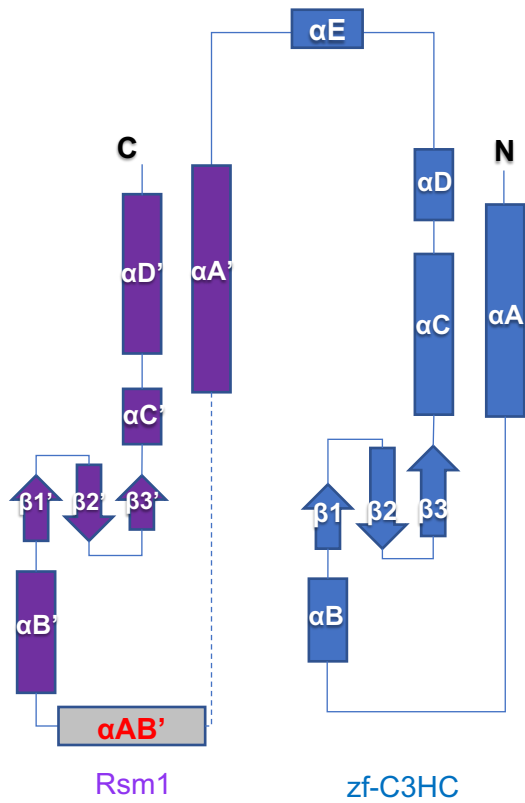 αE
C
N
αD
αD’
αA’
αC
αA
αC’
β1’
β2’
β3’
β1
β2
β3
αB’
αB
αAB’
Rsm1
zf-C3HC